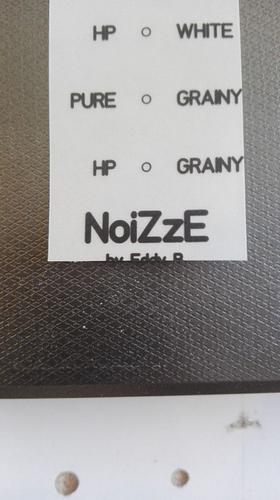 HP WHITE
PURE GRAINY
HP GRAINY
NoiZzE
by Eddy B